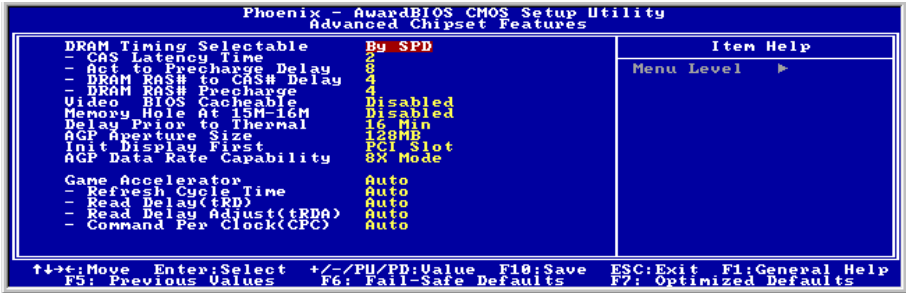 Phoenix - AwardBIOS CMOS Setup Utility
Advanced Chipset Features
DRAM Timing Selectable By SPD
- CAS Latency Time 2
- Act to Precharge Delay 8
- DRAM RAS# to CAS# Delay 4
- DRAM RAS# Precharge 4
Video BIOS Cacheable Disabled
Memory Hole At 15M-16M Disabled
Delay Prior to Thermal 16 Min
AGP Aperture Size 128MB
Init Display First PCI Slot
AGP Data Rate Capability 8X Mode
Game Accelerator Auto
- Refresh Cycle Time Auto
- Read Delay(tRD) Auto
- Read Delay Adjust(tRDA) Auto
- Command Per Clock(CPC) Auto
Item Help
Menu Level ►
↑↓→←:Move Enter:Select +/-/PU/PD:Value F10:Save ESC:Exit F1:General Help
F5: Previous Values F6: Fail-Safe Defaults F7: Optimized Defaults